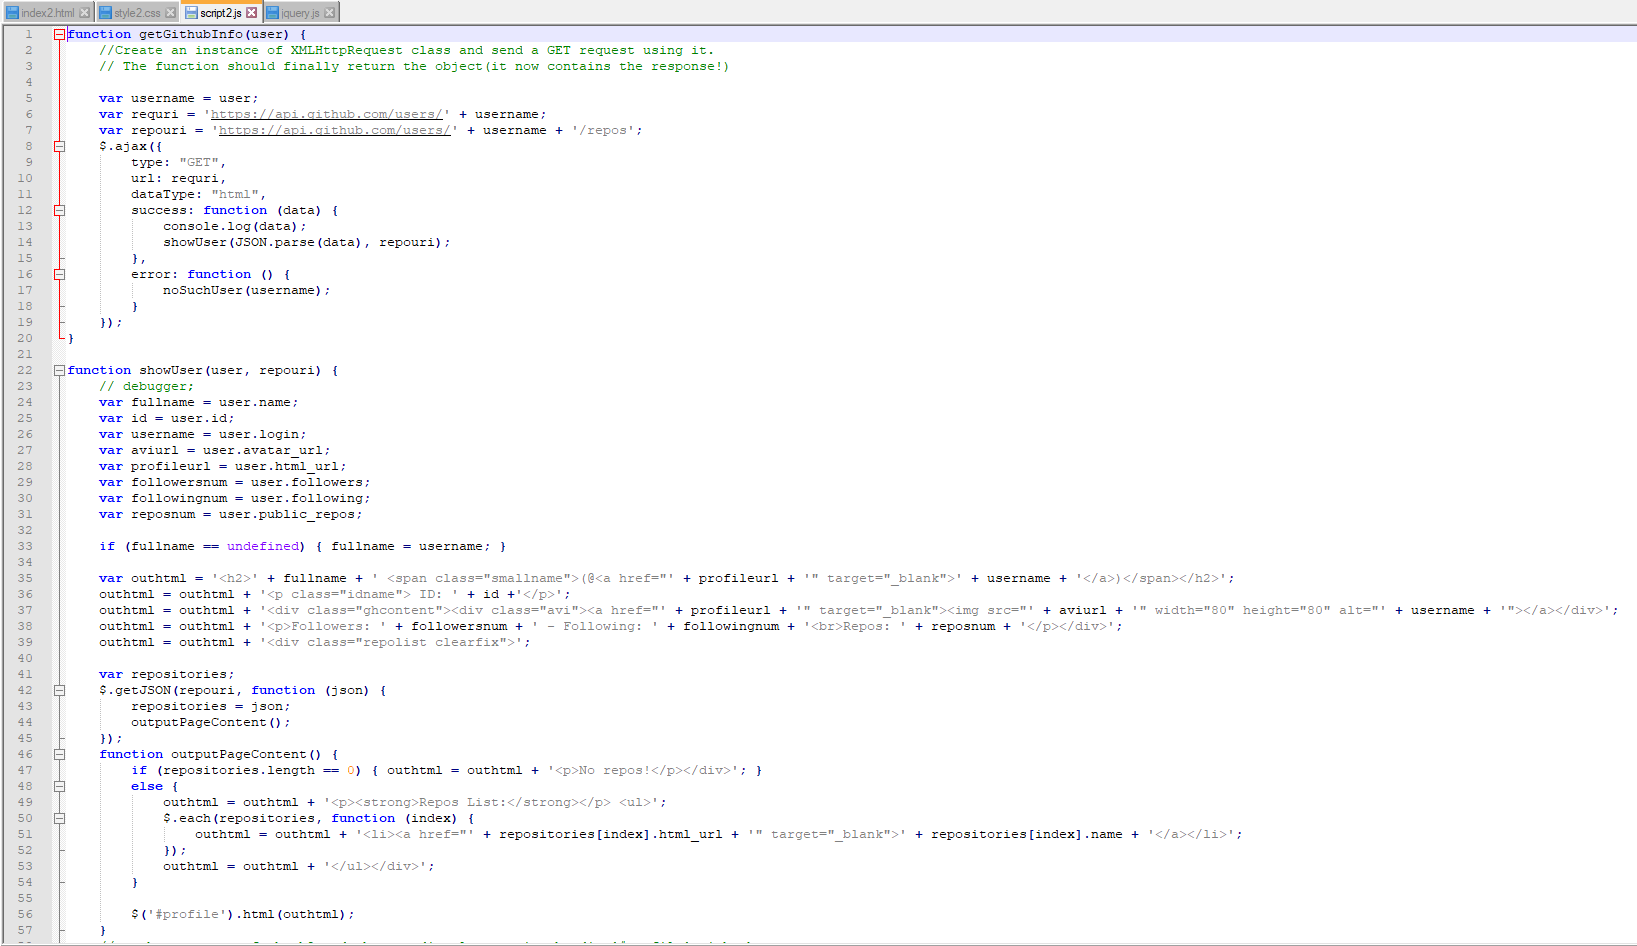 index2.html style2.css script2.js jquery.js
1 function getGithubInfo(user) {
2 //Create an instance of XMLHttpRequest class and send a GET request using it.
3 // The function should finally return the object(it now contains the response!)
4
5 var username = user;
6 var requri = 'https://api.github.com/users/' + username;
7 var repouri = 'https://api.github.com/users/' + username + '/repos';
8 $.ajax({
9 type: "GET",
10 url: requri,
11 dataType: "html",
12 success: function (data) {
13 console.log(data);
14 showUser(JSON.parse(data), repouri);
15 },
16 error: function () {
17 noSuchUser(username);
18 }
19 });
20 }
21
22 function showUser(user, repouri) {
23 // debugger;
24 var fullname = user.name;
25 var id = user.id;
26 var username = user.login;
27 var aviurl = user.avatar_url;
28 var profileurl = user.html_url;
29 var followersnum = user.followers;
30 var followingnum = user.following;
31 var reposnum = user.public_repos;
32
33 if (fullname == undefined) { fullname = username; }
34
35 var outhtml = '<h2>' + fullname + ' <span class="smallname">(@<a href="' + profileurl + '" target="_blank">' + username + '</a>)</span></h2>';
36 outhtml = outhtml + '<p class="idname"> ID: ' + id +'</p>';
37 outhtml = outhtml + '<div class="ghcontent"><div class="avi"><a href="' + profileurl + '" target="_blank"><img src="' + aviurl + '" width="80" height="80" alt="' + username + '"></a></div>';
38 outhtml = outhtml + '<p>Followers: ' + followersnum + ' - Following: ' + followingnum + '<br>Repos: ' + reposnum + '</p></div>';
39 outhtml = outhtml + '<div class="repolist clearfix">';
40
41 var repositories;
42 $.getJSON(repouri, function (json) {
43 repositories = json;
44 outputPageContent();
45 });
46 function outputPageContent() {
47 if (repositories.length == 0) { outhtml = outhtml + '<p>No repos!</p></div>'; }
48 else {
49 outhtml = outhtml + '<p><strong>Repos List:</strong></p> <ul>';
50 $.each(repositories, function (index) {
51 outhtml = outhtml + '<li><a href="' + repositories[index].html_url + '" target="_blank">' + repositories[index].name + '</a></li>';
52 });
53 outhtml = outhtml + '</ul></div>';
54 }
55
56 $('#profile').html(outhtml);
57 }